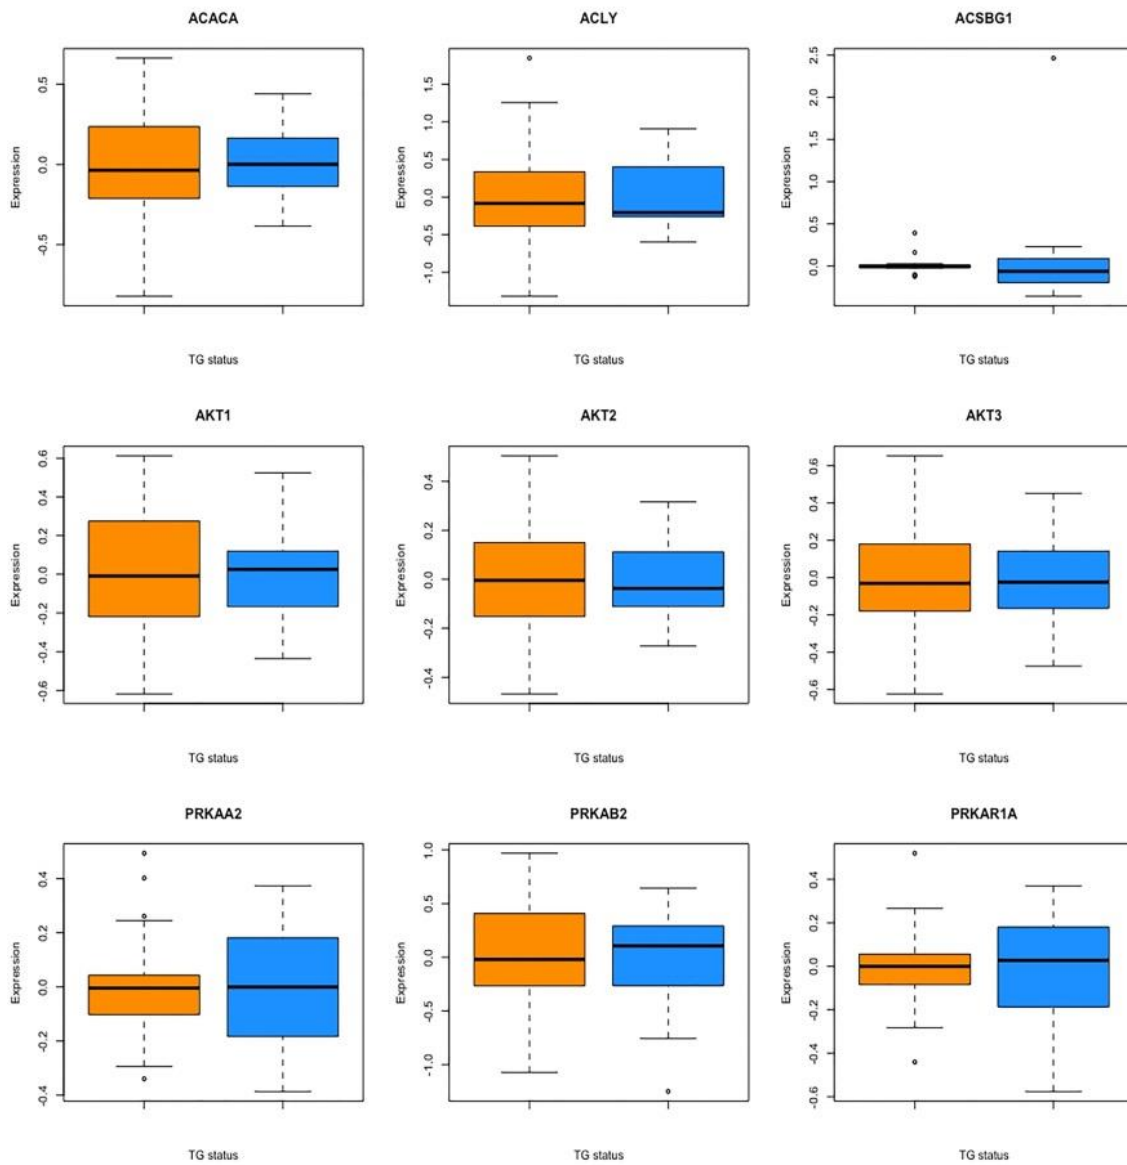 ACACA
0.5
0.0
-0.5
Expression
TG status
ACLY
1.5
1.0
0.5
0.0
-0.5
-1.0
Expression
TG status
ACSBG1
2.5
2.0
1.5
1.0
0.5
0.0
Expression
TG status
AKT1
0.6
0.4
0.2
0.0
-0.2
-0.4
-0.6
Expression
TG status
AKT2
0.4
0.2
0.0
-0.2
-0.4
Expression
TG status
AKT3
0.6
0.4
0.2
0.0
-0.2
-0.4
-0.6
Expression
TG status
PRKAA2
0.4
0.2
0.0
-0.2
-0.4
Expression
TG status
PRKAB2
1.0
0.5
0.0
-0.5
-1.0
Expression
TG status
PRKAR1A
0.4
0.2
0.0
-0.2
-0.4
-0.6
Expression
TG status